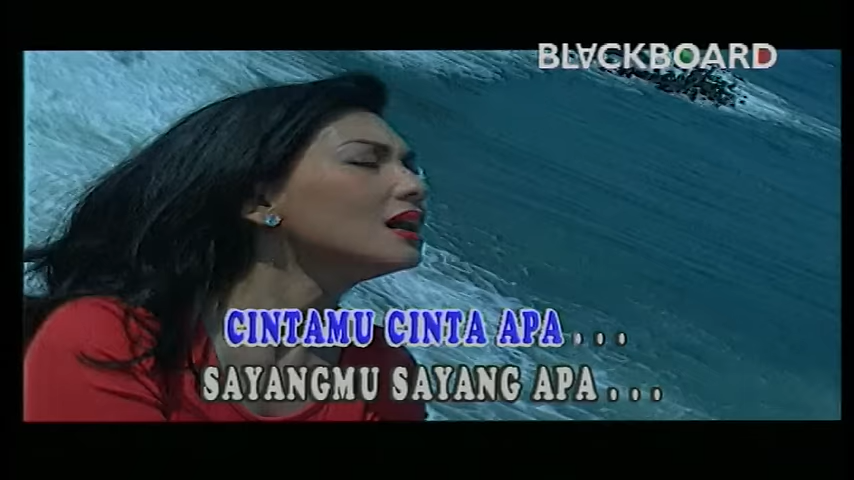 BLACKBOARD
CINTAMU CINTA APA . . .
SAYANGMU SAYANG APA . . .